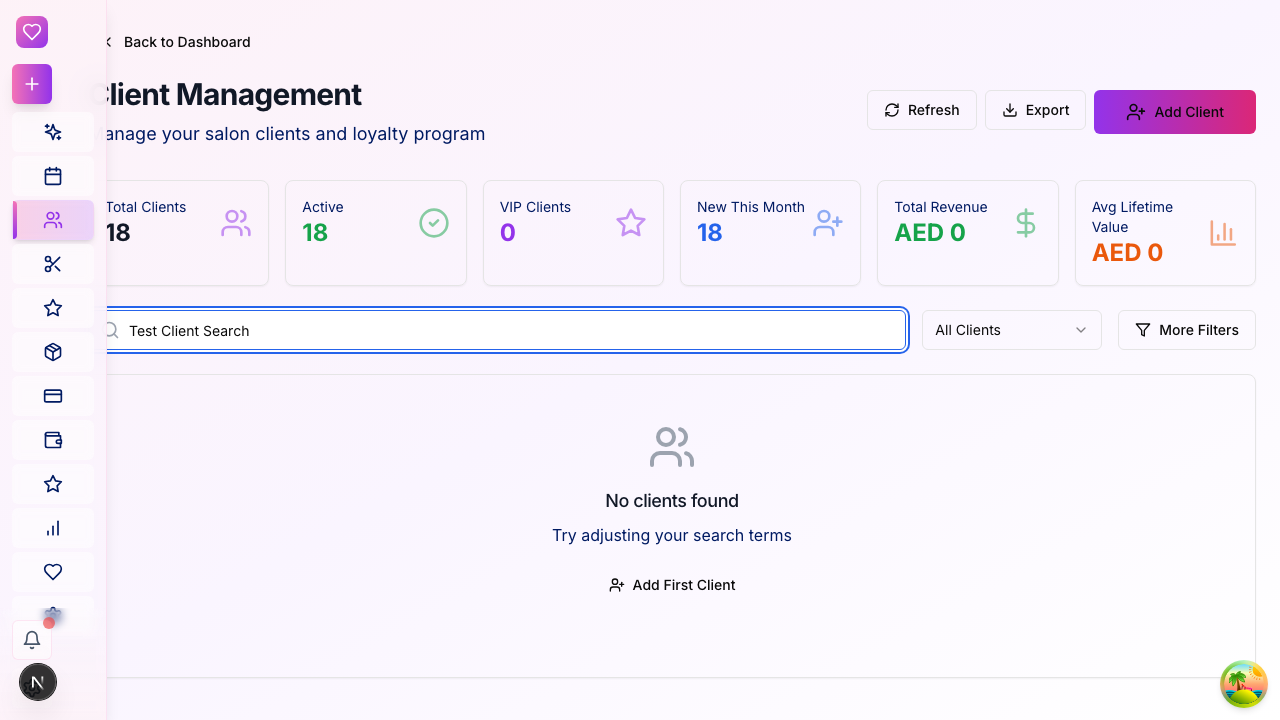 Back to Dashboard
Client Management
Manage your salon clients and loyalty program
Refresh
Export
Add Client
Total Clients
18
Active
18
VIP Clients
0
New This Month
18
Total Revenue
AED 0
Avg Lifetime
Value
AED 0
Test Client Search
All Clients
More Filters
No clients found
Try adjusting your search terms
Add First Client
N